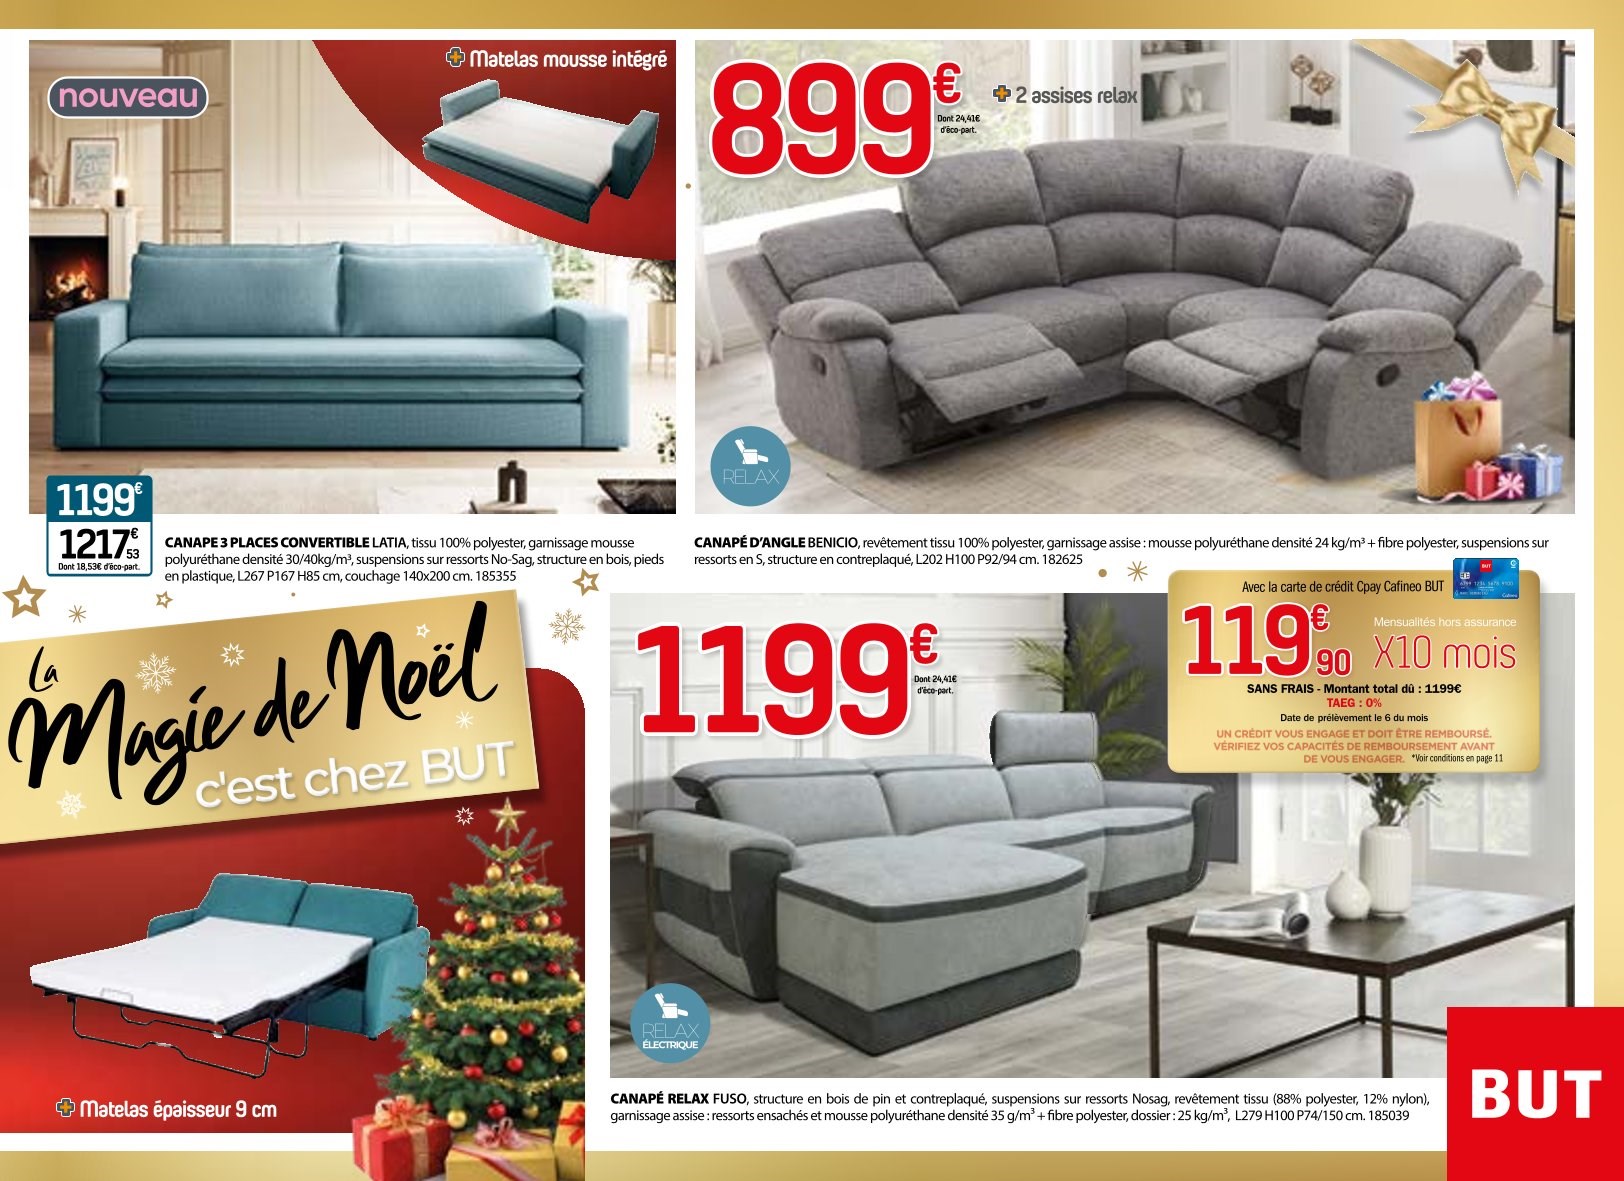 nouveau
Matelas mousse intégré
1199€
1217€53
Dont 18,53€ d'éco-part.
CANAPE 3 PLACES CONVERTIBLE LATIA, tissu 100% polyester, garnissage mousse
polyuréthane densité 30/40kg/m³, suspensions sur ressorts No-Sag, structure en bois, pieds
en plastique, L267 P167 H85 cm, couchage 140x200 cm. 185355
899€
Dont 24,41€
d'éco-part.
2 assises relax
RELAX
CANAPÉ D'ANGLE BENICIO, revêtement tissu 100% polyester, garnissage assise : mousse polyuréthane densité 24 kg/m³ + fibre polyester, suspensions sur
ressorts en S, structure en contreplaqué, L202 H100 P92/94 cm. 182625
La
Magie de Noël
c'est chez BUT
Matelas épaisseur 9 cm
1199€
Dont 24,41€
d'éco-part.
Avec la carte de crédit Cpay Cafineo BUT
BUT
119€90
Mensualités hors assurance
X10 mois
SANS FRAIS - Montant total dû : 1199€
TAEG : 0%
Date de prélèvement le 6 du mois
UN CRÉDIT VOUS ENGAGE ET DOIT ÊTRE REMBOURSÉ.
VÉRIFIEZ VOS CAPACITÉS DE REMBOURSEMENT AVANT
DE VOUS ENGAGER. *Voir conditions en page 11
RELAX
ÉLECTRIQUE
CANAPÉ RELAX FUSO, structure en bois de pin et contreplaqué, suspensions sur ressorts Nosag, revêtement tissu (88% polyester, 12% nylon),
garnissage assise : ressorts ensachés et mousse polyuréthane densité 35 g/m³ + fibre polyester, dossier : 25 kg/m³, L279 H100 P74/150 cm. 185039
BUT